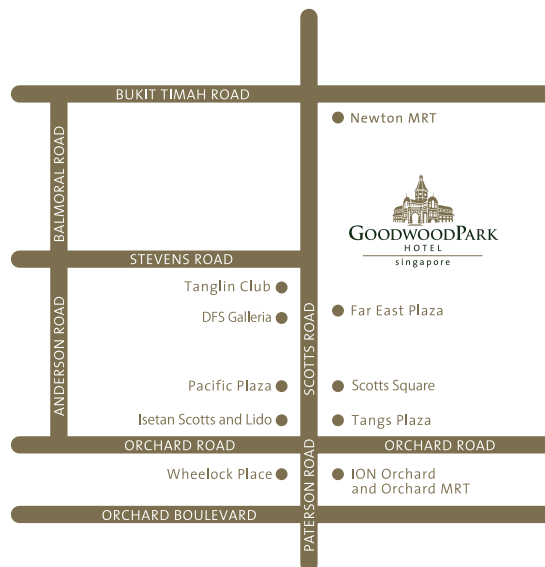 BUKIT TIMAH ROAD
Newton MRT
BALMORAL ROAD
GOODWOODPARK
HOTEL
singapore
STEVENS ROAD
Tanglin Club
DFS Galleria
Far East Plaza
SCOTTS ROAD
ANDERSON ROAD
Pacific Plaza
Scotts Square
Isetan Scotts and Lido
Tangs Plaza
ORCHARD ROAD
ORCHARD ROAD
Wheelock Place
ION Orchard
and Orchard MRT
PATERSON ROAD
ORCHARD BOULEVARD